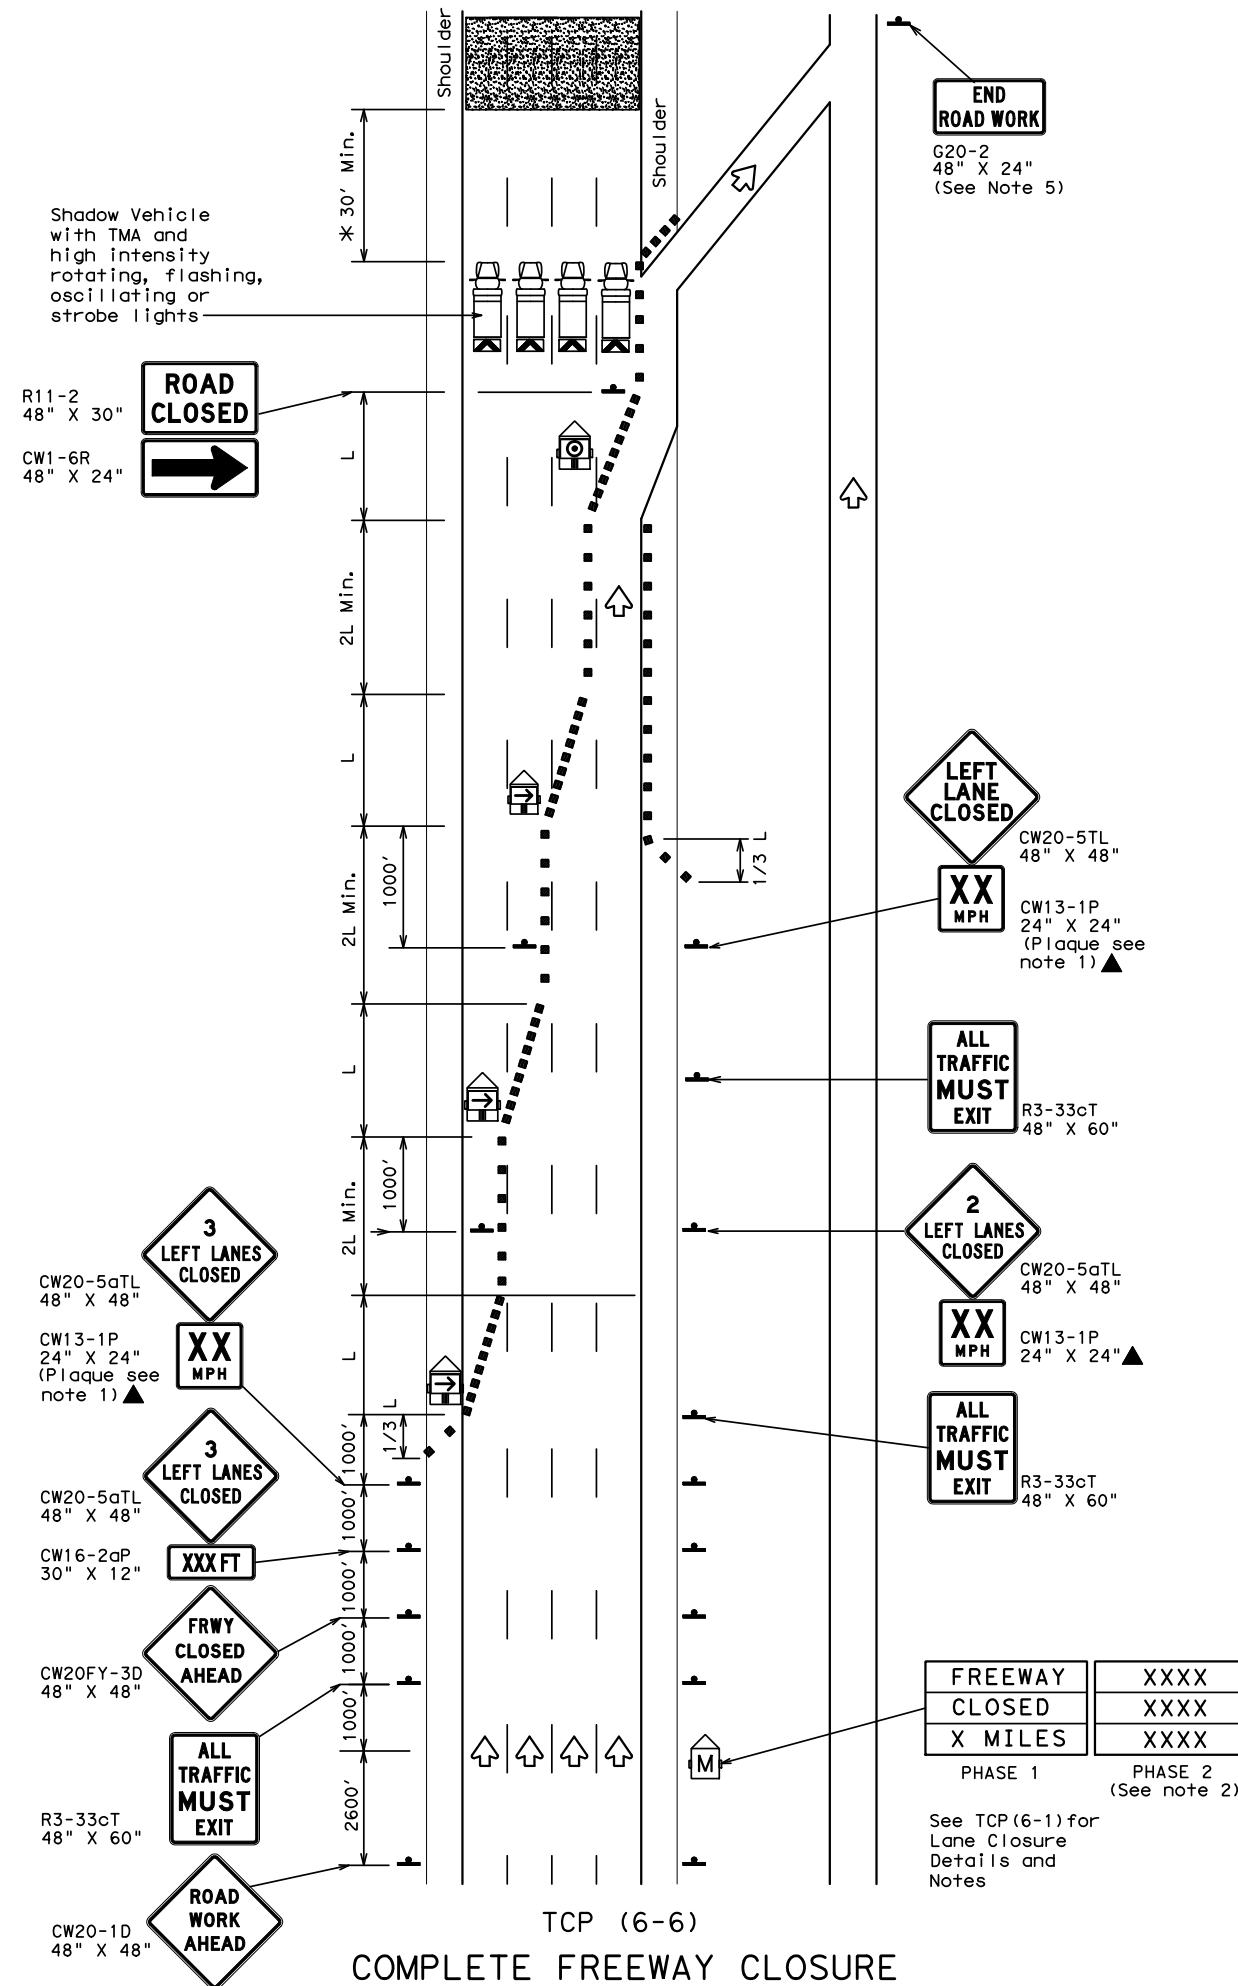 Shoulder
Shoulder
END
ROAD WORK
G20-2
48" X 24"
(See Note 5)
* 30' Min.
Shadow Vehicle
with TMA and
high intensity
rotating, flashing,
oscillating or
strobe lights
ROAD
CLOSED
R11-2
48" X 30"
CW1-6R
48" X 24"
L
2L Min.
L
2L Min.
1000'
L
2L Min.
1000'
L
1/3 L
1000'
1000'
1000'
1000'
1000'
2600'
1/3 L
LEFT
LANE
CLOSED
CW20-5TL
48" X 48"
XX
MPH
CW13-1P
24" X 24"
(Plaque see
note 1)▲
ALL
TRAFFIC
MUST
EXIT
R3-33cT
48" X 60"
2
LEFT LANES
CLOSED
CW20-5aTL
48" X 48"
XX
MPH
CW13-1P
24" X 24"▲
ALL
TRAFFIC
MUST
EXIT
R3-33cT
48" X 60"
3
LEFT LANES
CLOSED
CW20-5aTL
48" X 48"
XX
MPH
CW13-1P
24" X 24"
(Plaque see
note 1)▲
3
LEFT LANES
CLOSED
CW20-5aTL
48" X 48"
XXX FT
CW16-2aP
30" X 12"
FRWY
CLOSED
AHEAD
CW20FY-3D
48" X 48"
ALL
TRAFFIC
MUST
EXIT
R3-33cT
48" X 60"
ROAD
WORK
AHEAD
CW20-1D
48" X 48"
M
FREEWAY
CLOSED
X MILES
PHASE 1
XXXX
XXXX
XXXX
PHASE 2
(See note 2)
See TCP(6-1)for
Lane Closure
Details and
Notes
TCP (6-6)
COMPLETE FREEWAY CLOSURE